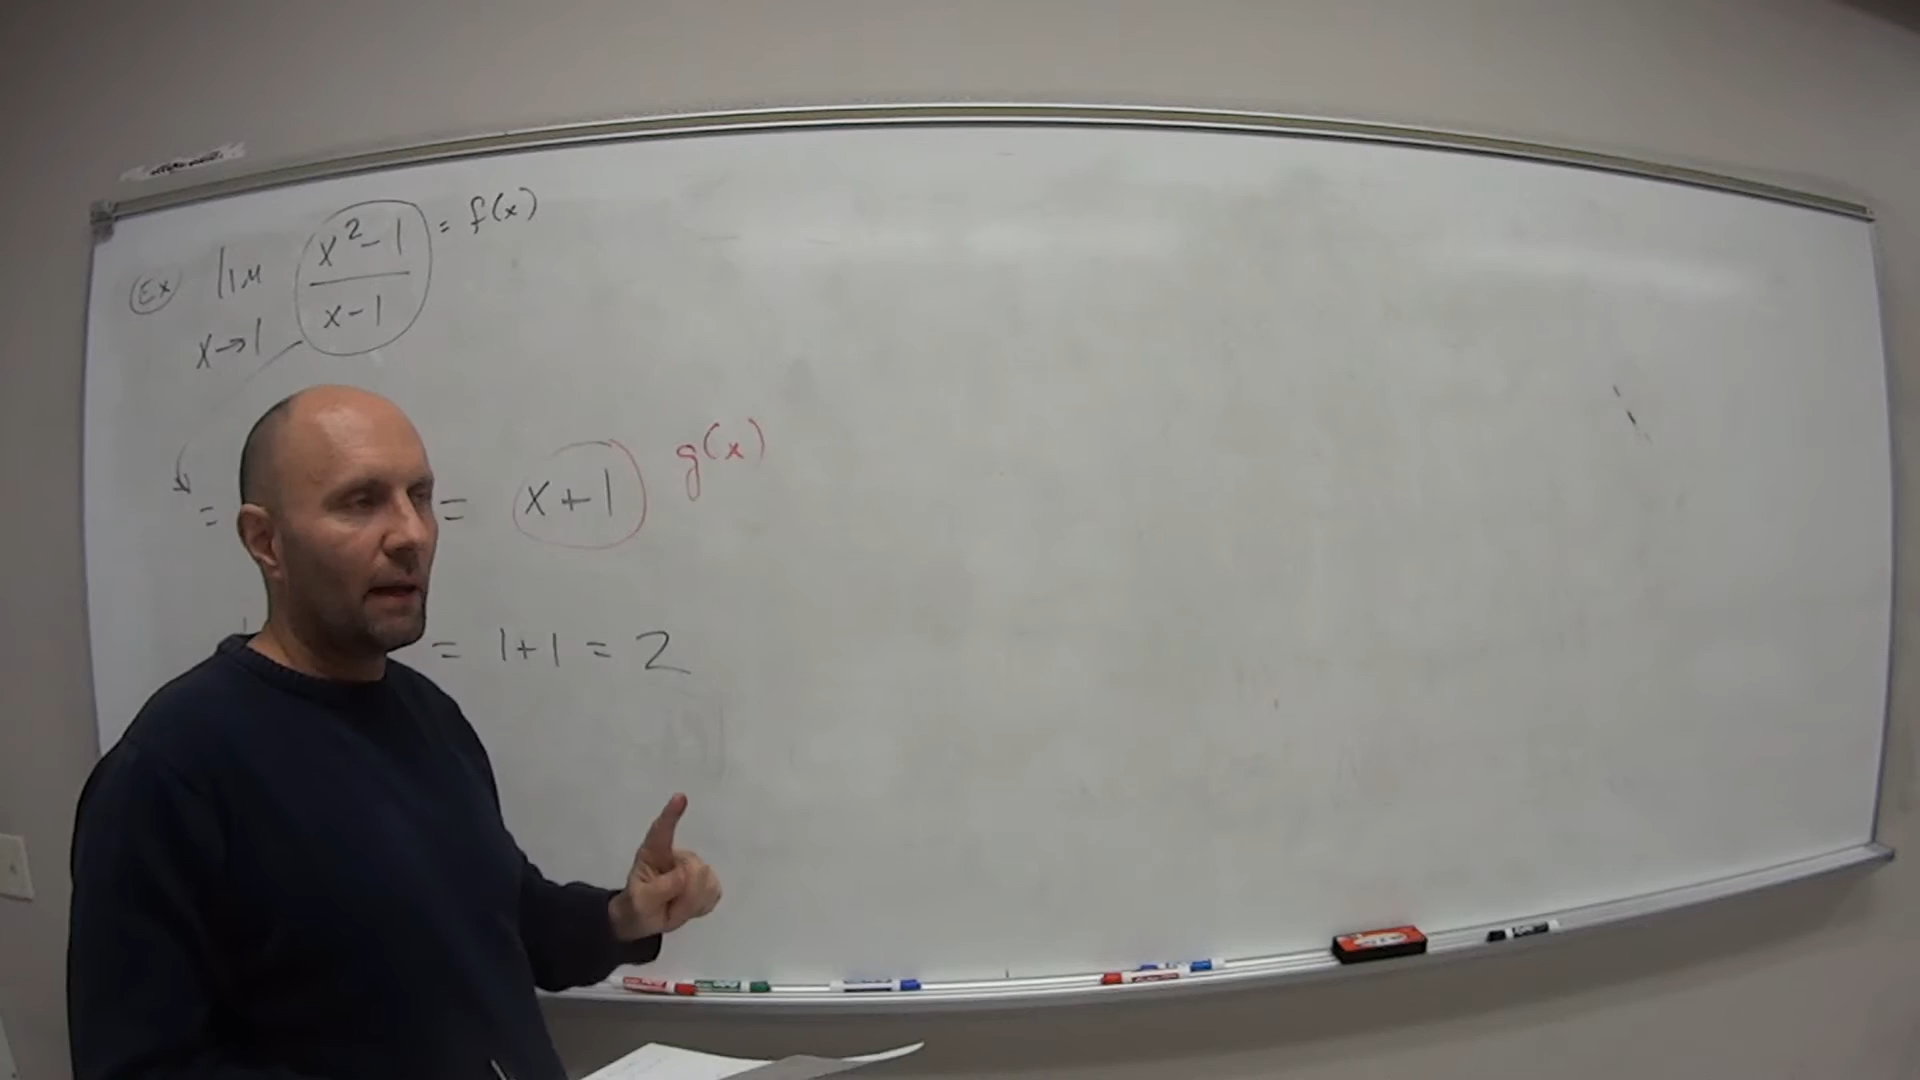 Ex lim x→1 x²-1 / x-1 = f(x)
= = x+1 g(x)
= 1+1 = 2